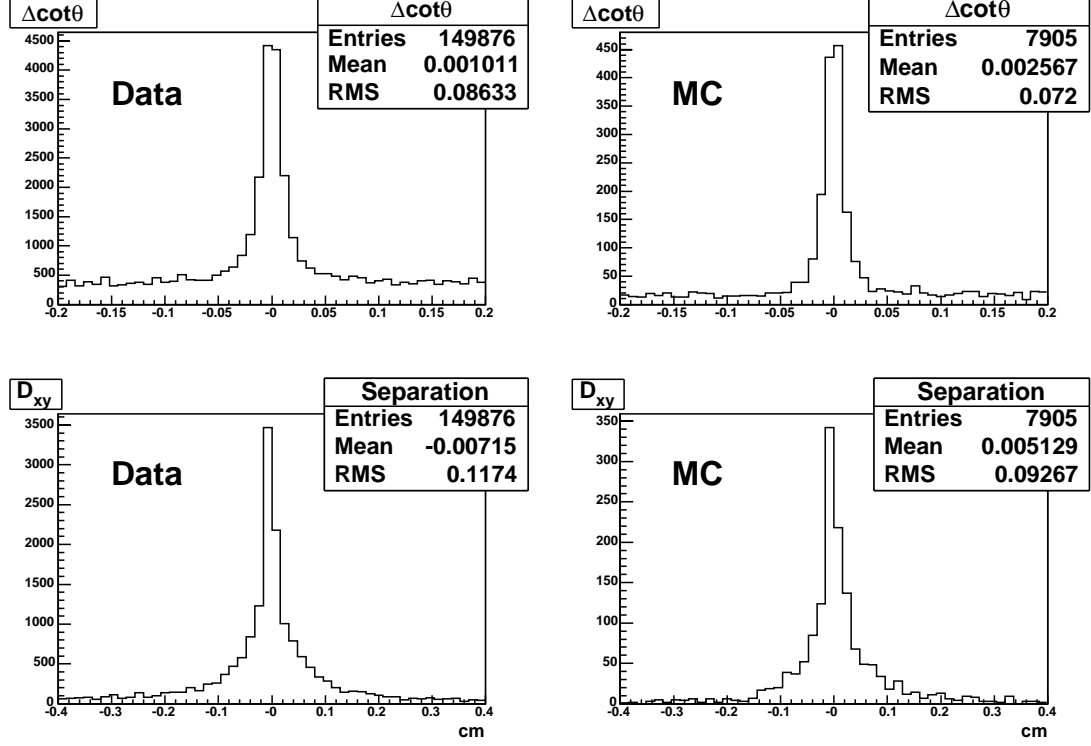 Δcotθ
Δcotθ
Entries 149876
Mean 0.001011
RMS 0.08633
Data
4500
4000
3500
3000
2500
2000
1500
1000
500
0
-0.2 -0.15 -0.1 -0.05 -0 0.05 0.1 0.15 0.2
Δcotθ
Δcotθ
Entries 7905
Mean 0.002567
RMS 0.072
MC
450
400
350
300
250
200
150
100
50
0
-0.2 -0.15 -0.1 -0.05 -0 0.05 0.1 0.15 0.2
Dxy
Separation
Entries 149876
Mean -0.00715
RMS 0.1174
Data
3500
3000
2500
2000
1500
1000
500
0
-0.4 -0.3 -0.2 -0.1 -0 0.1 0.2 0.3 0.4
cm
Dxy
Separation
Entries 7905
Mean 0.005129
RMS 0.09267
MC
350
300
250
200
150
100
50
0
-0.4 -0.3 -0.2 -0.1 -0 0.1 0.2 0.3 0.4
cm